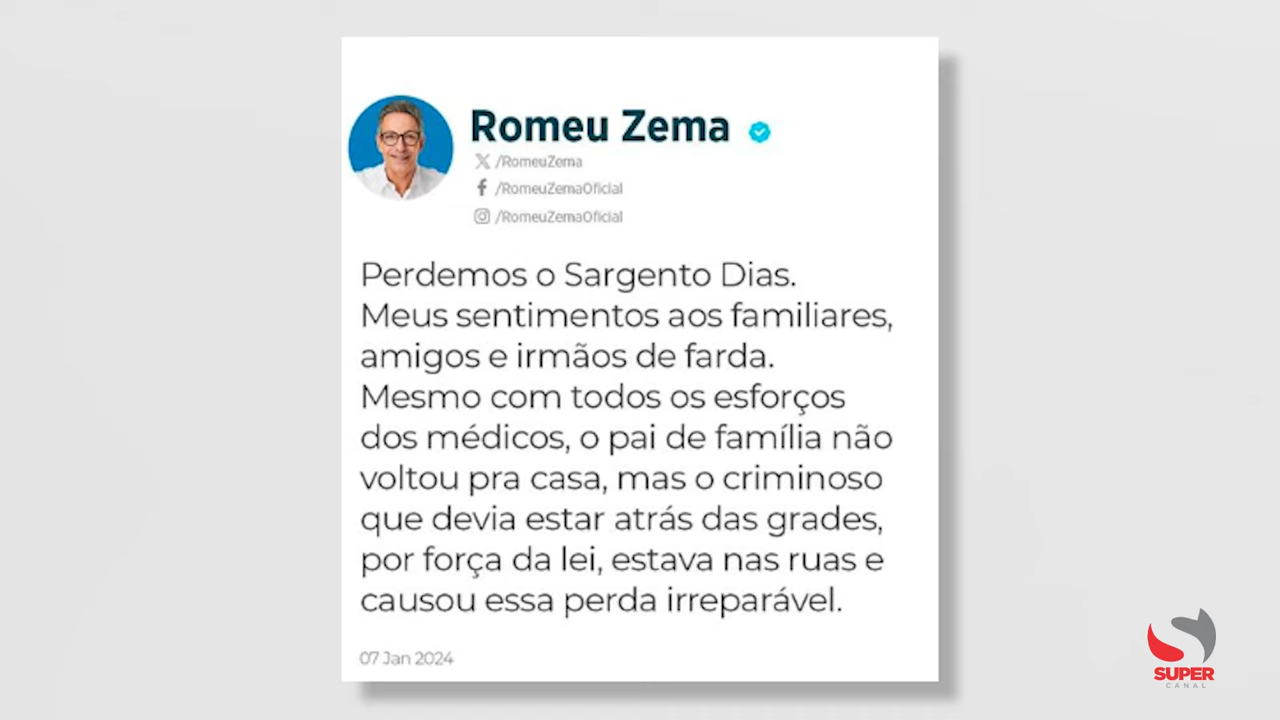 Romeu Zema
/RomeuZema
/RomeuZemaOficial
/RomeuZemaOficial
Perdemos o Sargento Dias.
Meus sentimentos aos familiares,
amigos e irmãos de farda.
Mesmo com todos os esforços
dos médicos, o pai de família não
voltou pra casa, mas o criminoso
que devia estar atrás das grades,
por força da lei, estava nas ruas e
causou essa perda irreparável.
07 Jan 2024
SUPER
CANAL